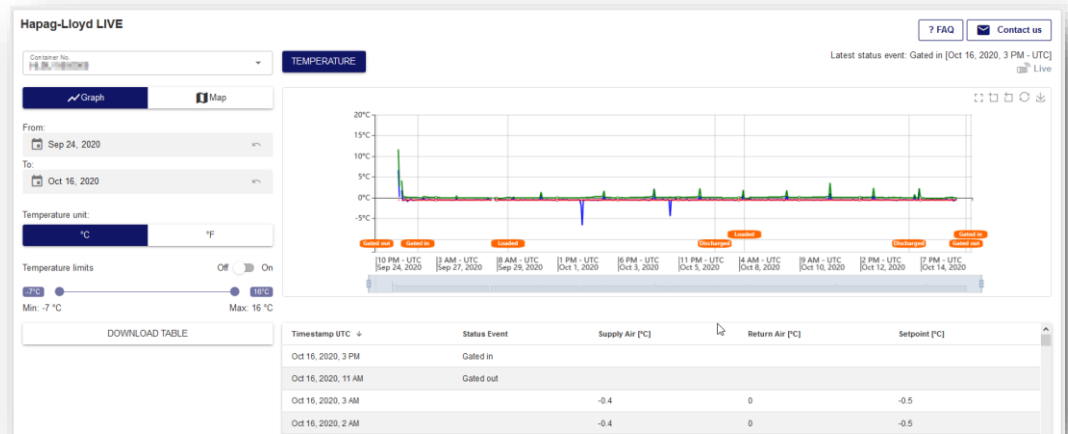 Hapag-Lloyd LIVE
? FAQ
Contact us
Container No.
TEMPERATURE
Latest status event: Gated in [Oct 16, 2020, 3 PM - UTC]
Live
Graph
Map
From:
Sep 24, 2020
To:
Oct 16, 2020
Temperature unit:
°C
°F
Temperature limits
Off
On
-7°C
16°C
Min: -7 °C
Max: 16 °C
DOWNLOAD TABLE
20°C
15°C
10°C
5°C
0°C
-5°C
Gated out
Gated in
Loaded
Discharged
Loaded
Discharged
Gated in
Gated out
10 PM - UTC
Sep 24, 2020
3 AM - UTC
Sep 27, 2020
8 AM - UTC
Sep 29, 2020
1 PM - UTC
Oct 1, 2020
6 PM - UTC
Oct 3, 2020
11 PM - UTC
Oct 5, 2020
4 AM - UTC
Oct 8, 2020
9 AM - UTC
Oct 10, 2020
2 PM - UTC
Oct 12, 2020
7 PM - UTC
Oct 14, 2020
Timestamp UTC ↓ Status Event Supply Air [°C] Return Air [°C] Setpoint [°C]
Oct 16, 2020, 3 PM Gated in
Oct 16, 2020, 11 AM Gated out
Oct 16, 2020, 3 AM -0.4 0 -0.5
Oct 16, 2020, 2 AM -0.4 0 -0.5